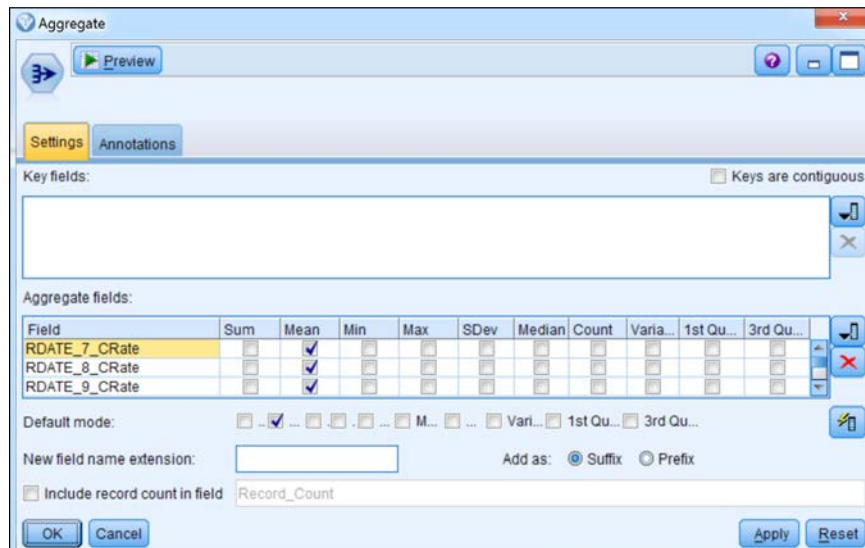 Aggregate
Preview
Settings Annotations
Key fields: Keys are contiguous
Aggregate fields:
Field Sum Mean Min Max SDev Median Count Varia... 1st Qu... 3rd Qu...
RDATE_7_CRate
RDATE_8_CRate
RDATE_9_CRate
Default mode: .. ... . . ... M... ... Vari... 1st Qu... 3rd Qu...
New field name extension: Add as: Suffix Prefix
Include record count in field Record_Count
OK Cancel Apply Reset